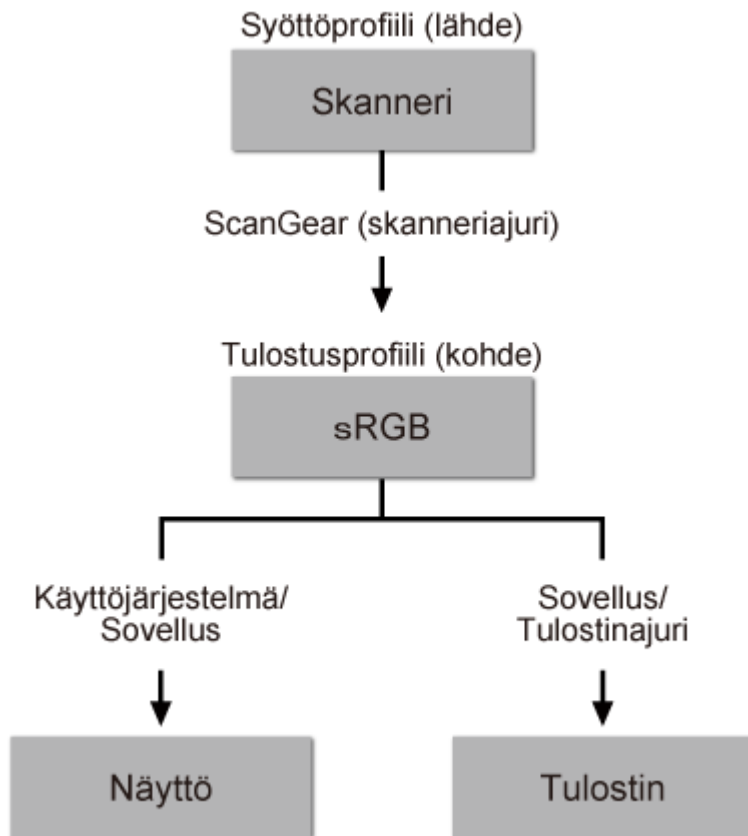 Syöttöprofiili (lähde)
Skanneri
ScanGear (skanneriajuri)
Tulostusprofiili (kohde)
sRGB
Käyttöjärjestelmä/
Sovellus
Sovellus/
Tulostinajuri
Näyttö
Tulostin